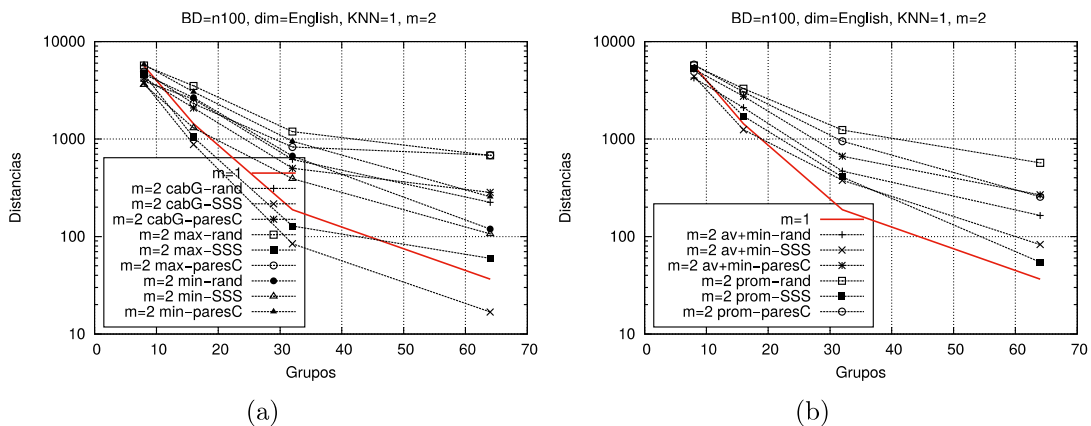 BD=n100, dim=English, KNN=1, m=2
10000
1000
100
10
Distancias
m=1
m=2 cabG-rand
m=2 cabG-SSS
m=2 cabG-paresC
m=2 max-rand
m=2 max-SSS
m=2 max-paresC
m=2 min-rand
m=2 min-SSS
m=2 min-paresC
0 10 20 30 40 50 60 70
Grupos
(a)
BD=n100, dim=English, KNN=1, m=2
10000
1000
100
10
Distancias
m=1
m=2 av+min-rand
m=2 av+min-SSS
m=2 av+min-paresC
m=2 prom-rand
m=2 prom-SSS
m=2 prom-paresC
0 10 20 30 40 50 60 70
Grupos
(b)